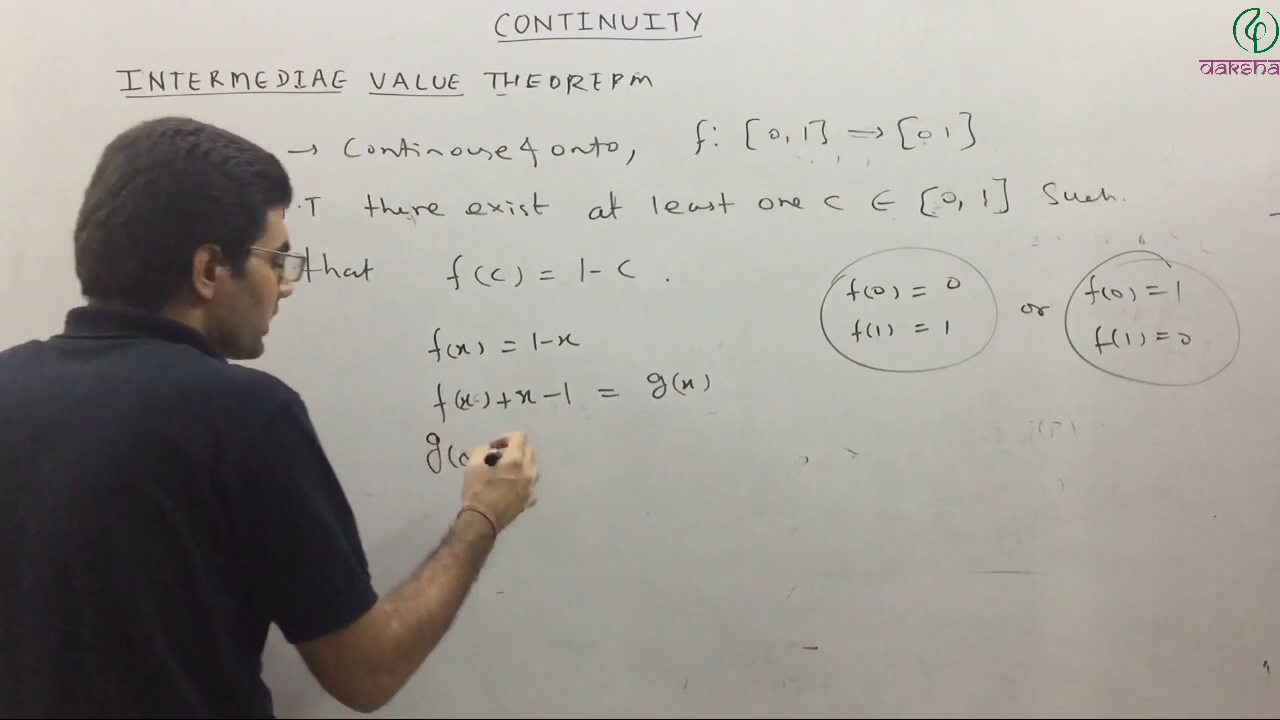 CONTINUITY
daksha
INTERMEDIAE VALUE THEOREPM
→ Continouse & onto, f: [0,1] → [0 1]
.T there exist at least one c ∈ [0, 1] Such.
that f(c) = 1 - c .
f(0) = 0
f(1) = 1
or
f(0) = 1
f(1) = 0
f(x) = 1-x
f(x) + x - 1 = g(x)